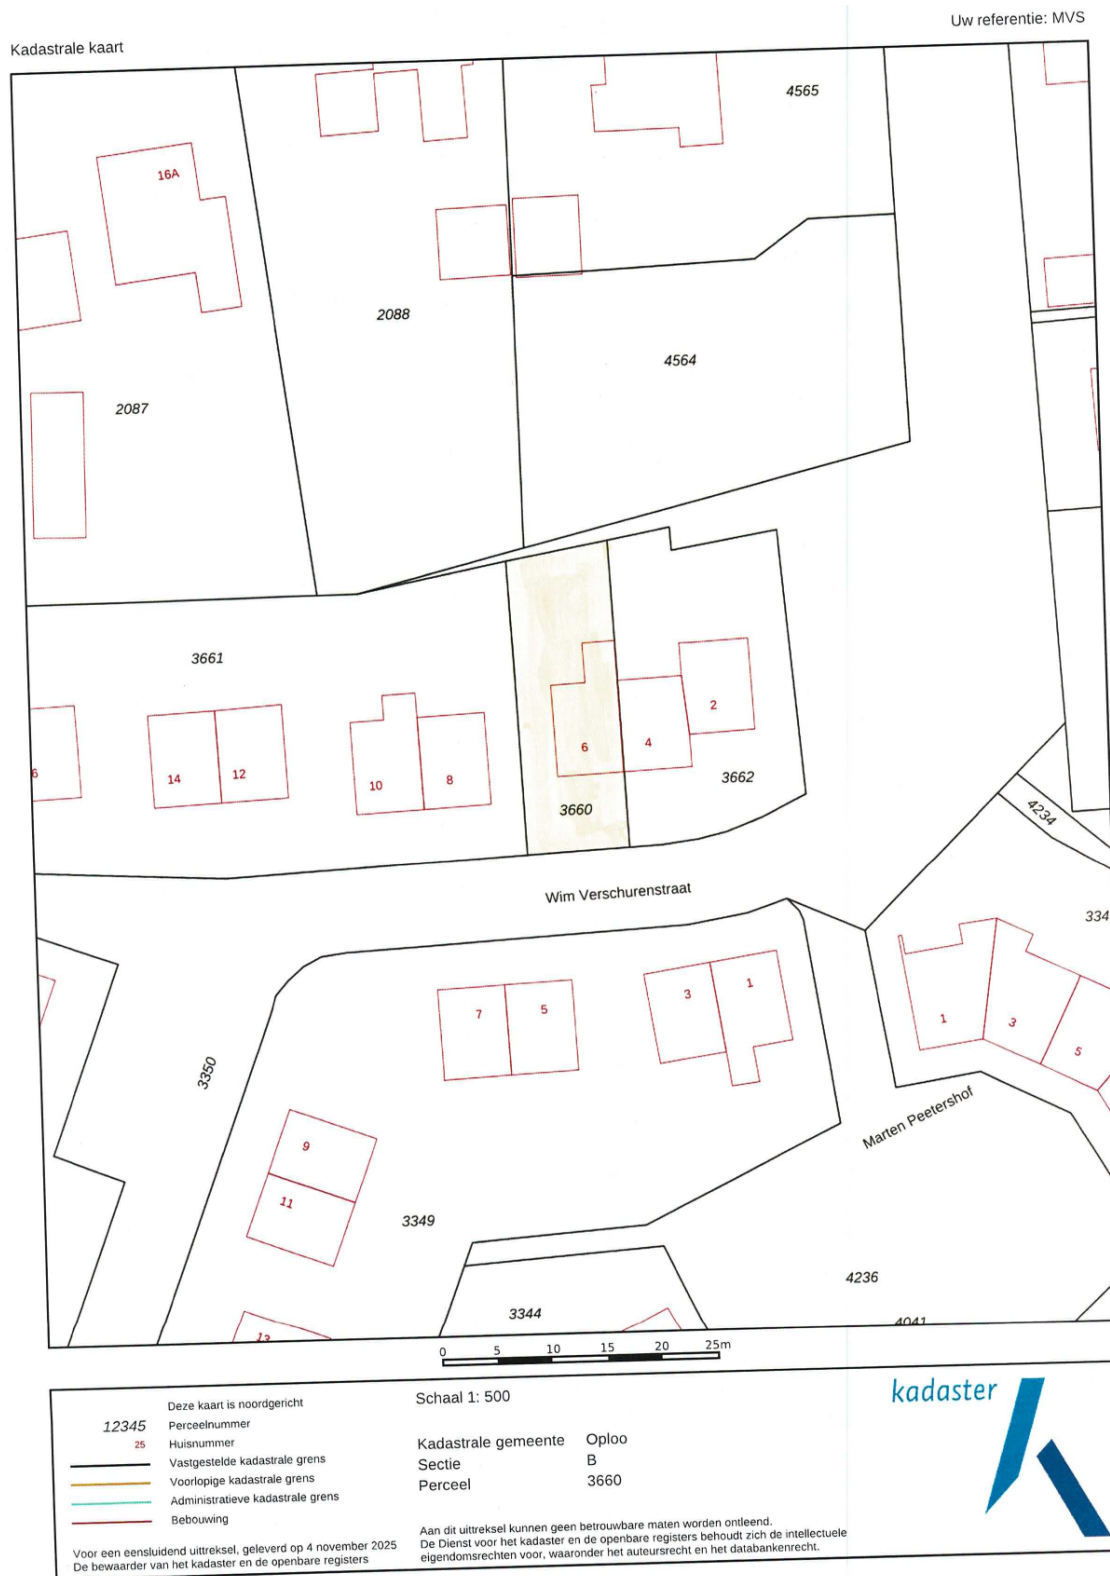 Uw referentie: MVS
Kadastrale kaart
4565
16A
2088
4564
2087
3661
2
6
4
14
12
10
8
3662
6
3660
4234
Wim Verschurenstraat
334
7
5
3
1
1
3
5
3350
Marten Peetershof
9
11
3349
4236
3344
4041
13
0 5 10 15 20 25m
Deze kaart is noordgericht
12345 Perceelnummer
25 Huisnummer
Vastgestelde kadastrale grens
Voorlopige kadastrale grens
Administratieve kadastrale grens
Bebouwing
Schaal 1: 500
Kadastrale gemeente Oploo
Sectie B
Perceel 3660
kadaster
Voor een eensluidend uittreksel, geleverd op 4 november 2025
De bewaarder van het kadaster en de openbare registers
Aan dit uittreksel kunnen geen betrouwbare maten worden ontleend.
De Dienst voor het kadaster en de openbare registers behoudt zich de intellectuele
eigendomsrechten voor, waaronder het auteursrecht en het databankenrecht.